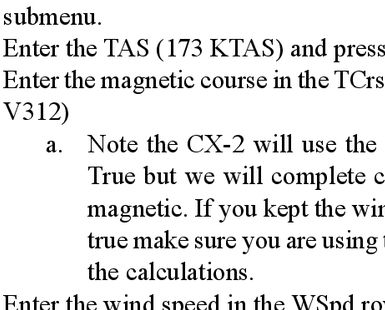 submenu.
Enter the TAS (173 KTAS) and press
Enter the magnetic course in the TCrs
V312)
a. Note the CX-2 will use the
True but we will complete c
magnetic. If you kept the win
true make sure you are using t
the calculations.
Enter the wind speed in the WSpd row